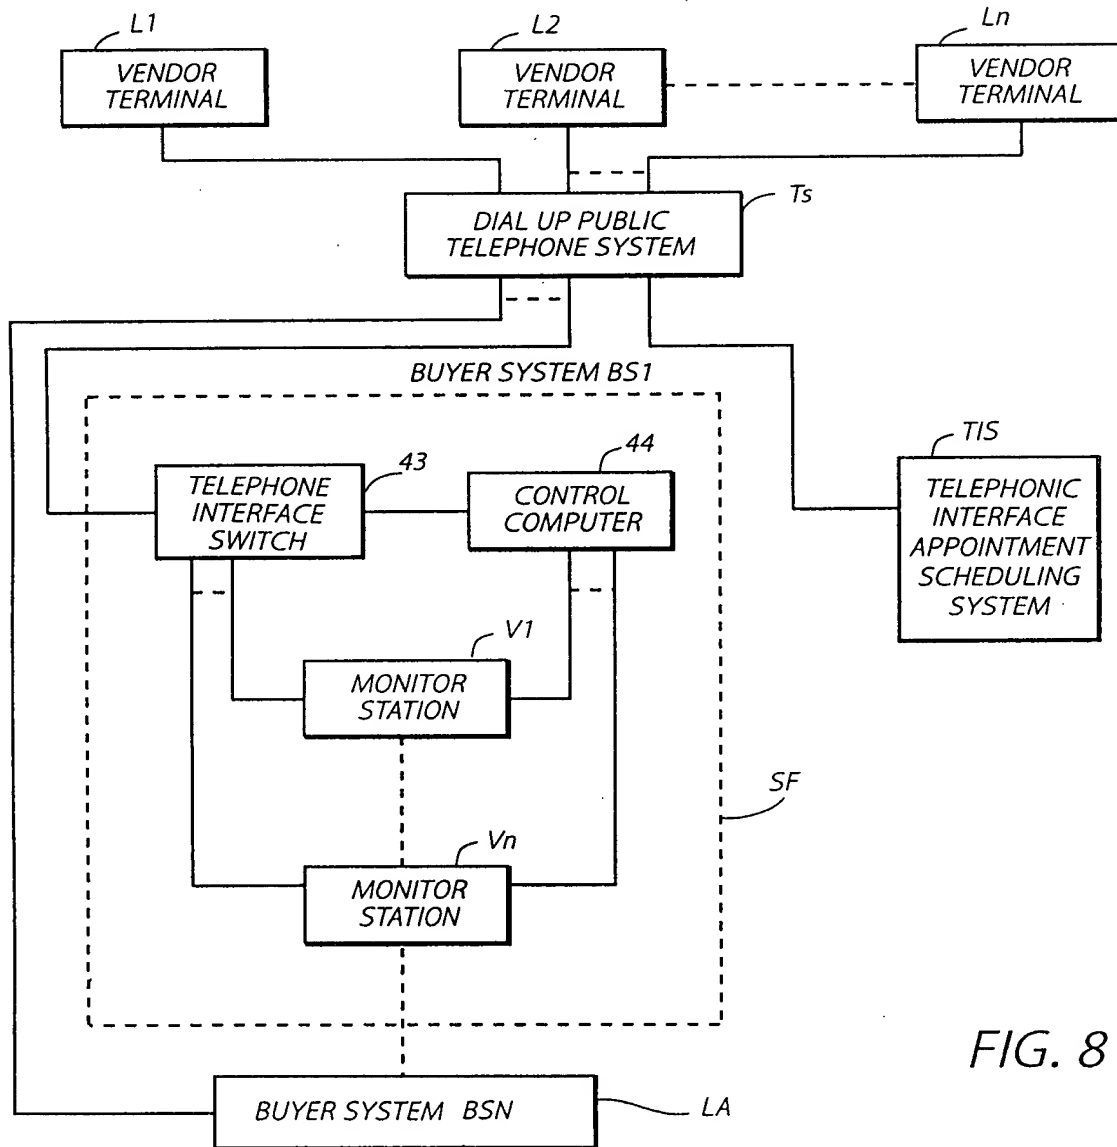 L1
L2
Ln
VENDOR
TERMINAL
VENDOR
TERMINAL
VENDOR
TERMINAL
Ts
DIAL UP PUBLIC
TELEPHONE SYSTEM
BUYER SYSTEM BS1
43
TELEPHONE
INTERFACE
SWITCH
44
CONTROL
COMPUTER
TIS
TELEPHONIC
INTERFACE
APPOINTMENT
SCHEDULING
SYSTEM
V1
MONITOR
STATION
SF
Vn
MONITOR
STATION
FIG. 8
BUYER SYSTEM BSN
LA